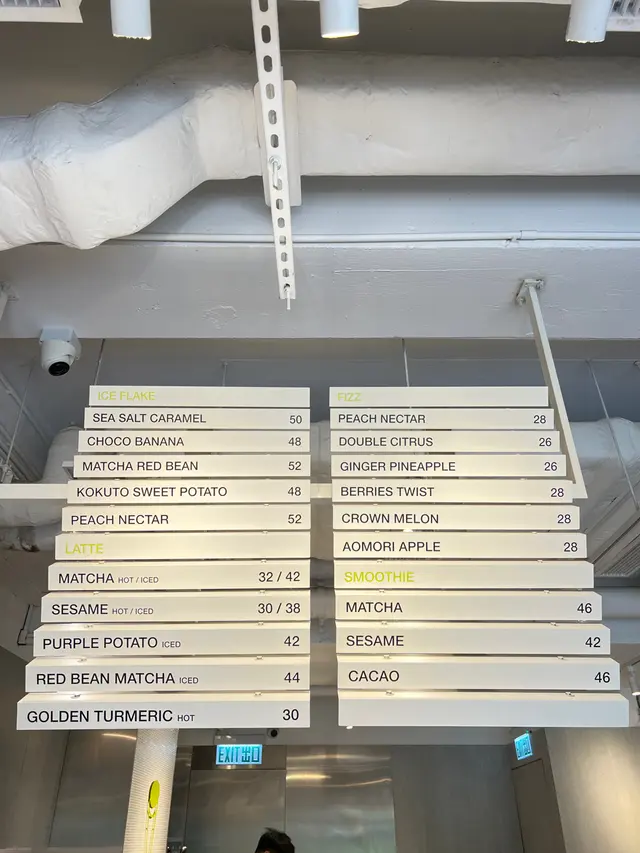 ICE FLAKE
SEA SALT CARAMEL 50
CHOCO BANANA 48
MATCHA RED BEAN 52
KOKUTO SWEET POTATO 48
PEACH NECTAR 52
LATTE
MATCHA HOT / ICED 32 / 42
SESAME HOT / ICED 30 / 38
PURPLE POTATO ICED 42
RED BEAN MATCHA ICED 44
GOLDEN TURMERIC HOT 30
FIZZ
PEACH NECTAR 28
DOUBLE CITRUS 26
GINGER PINEAPPLE 26
BERRIES TWIST 28
CROWN MELON 28
AOMORI APPLE 28
SMOOTHIE
MATCHA 46
SESAME 42
CACAO 46
EXIT 出口